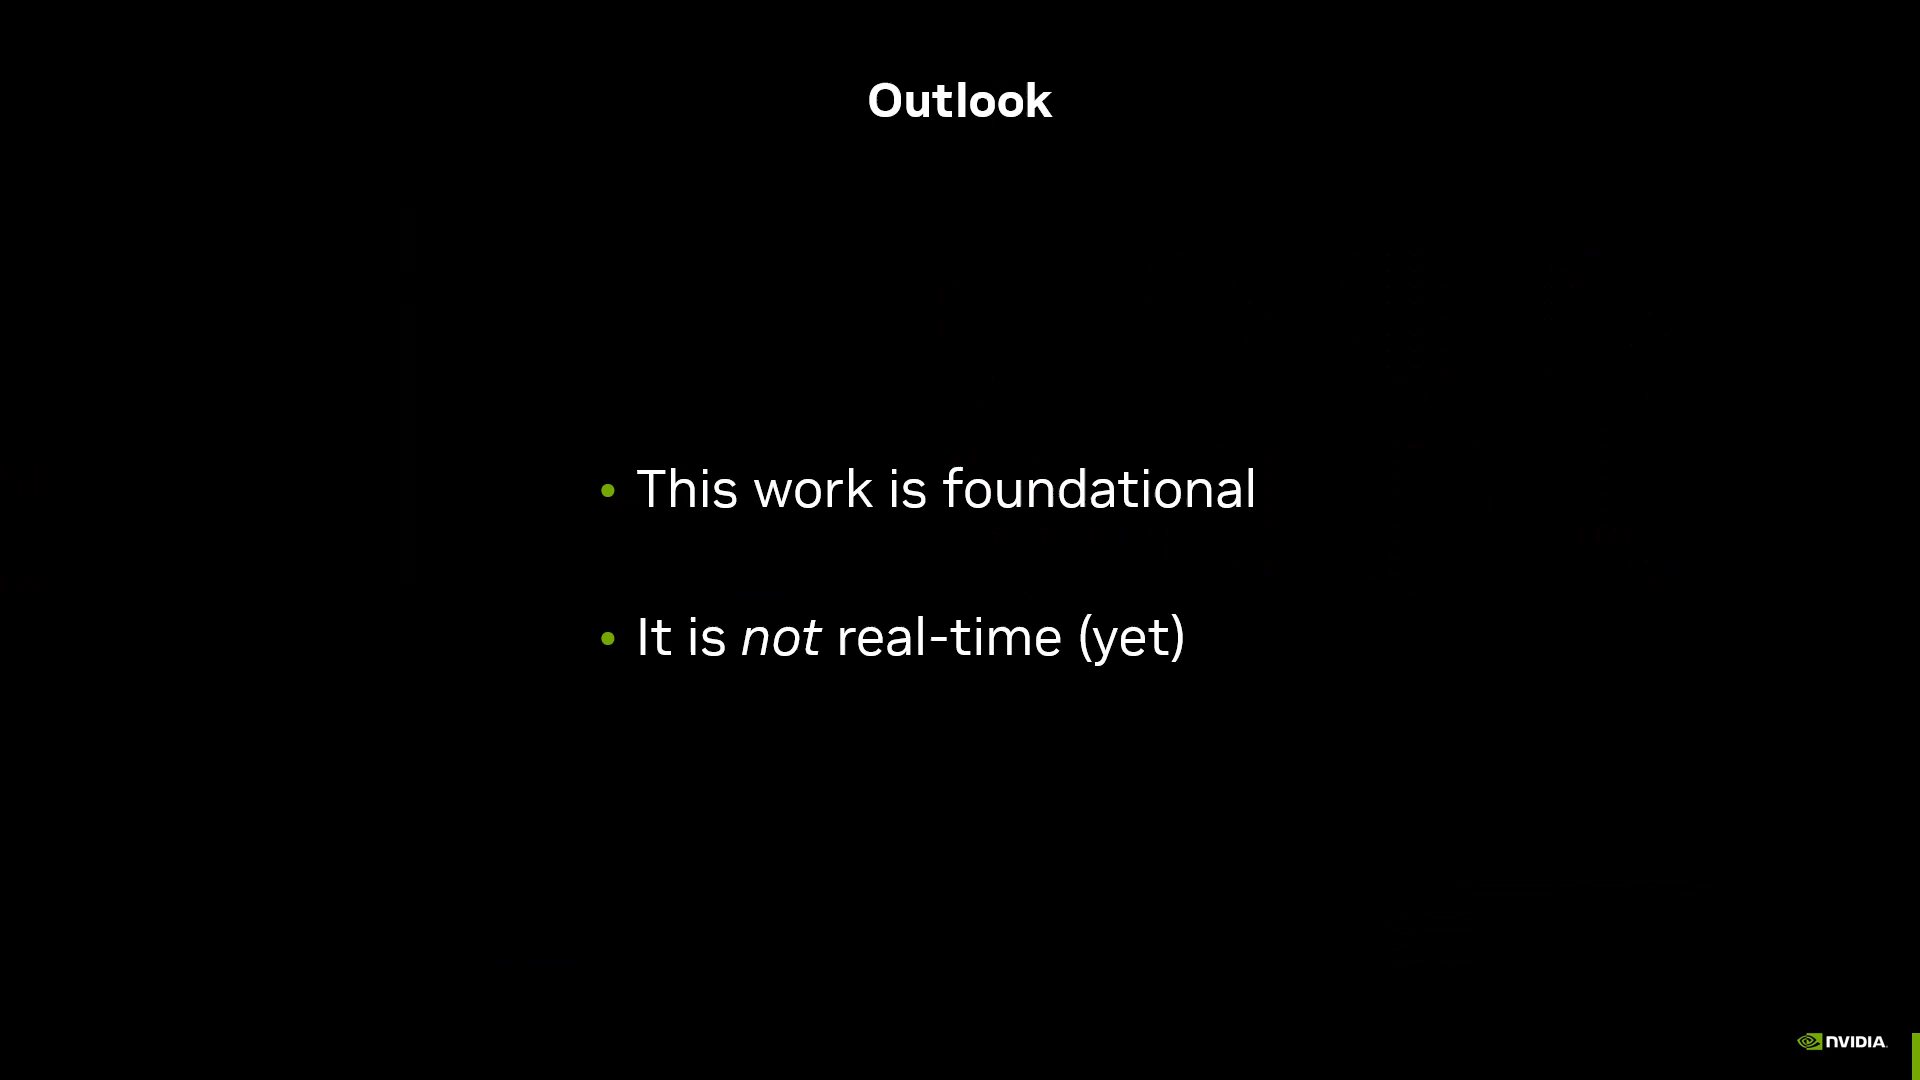 Outlook
• This work is foundational
• It is not real-time (yet)
NVIDIA.